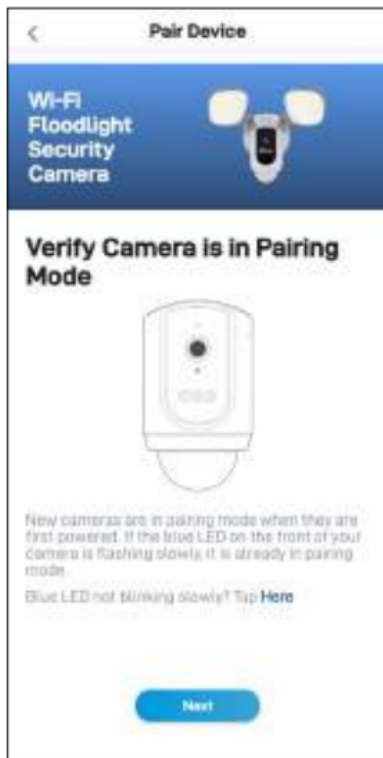 Pair Device
Wi-Fi
Floodlight
Security
Camera
Verify Camera is in Pairing
Mode
New cameras are in pairing mode when they are
first powered. If the blue LED on the front of your
camera is flashing slowly, it is already in pairing
mode.
Blue LED not blinking slowly? Tap Here
Next